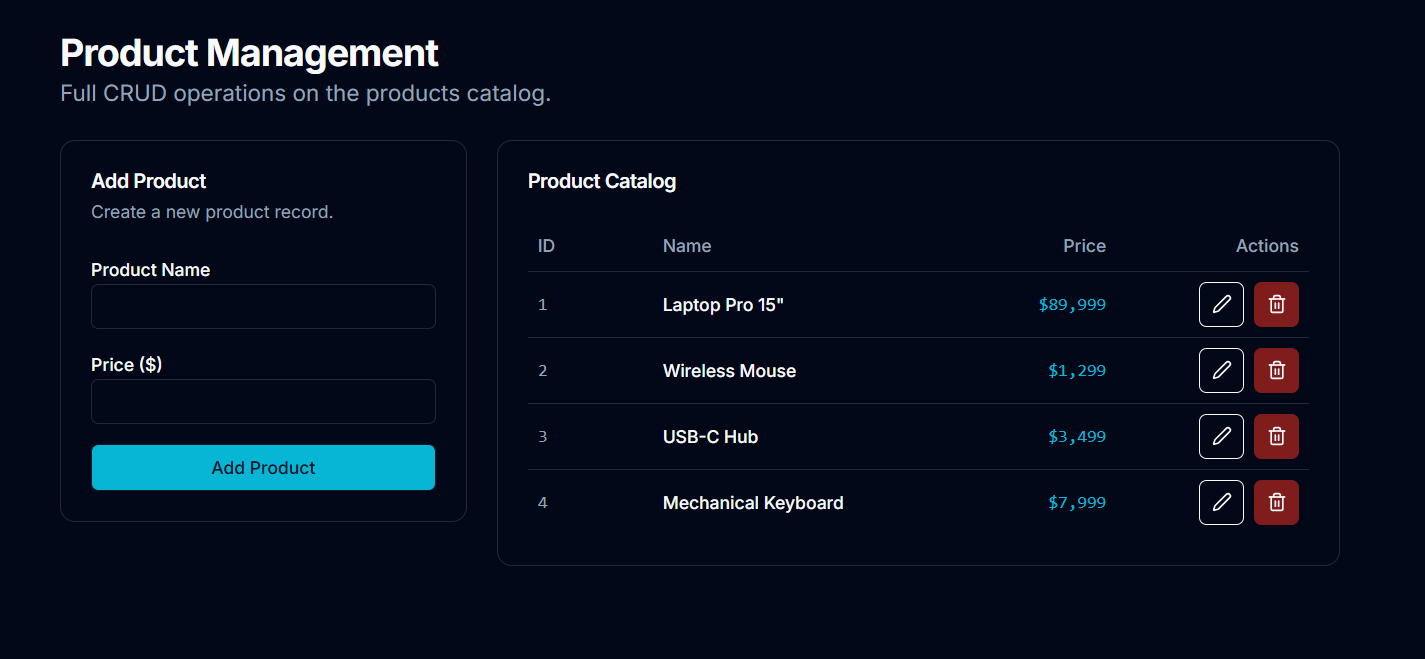 Product Management
Full CRUD operations on the products catalog.
Add Product
Create a new product record.
Product Name
Price ($)
Add Product
Product Catalog
ID Name Price Actions
1 Laptop Pro 15" $89,999
2 Wireless Mouse $1,299
3 USB-C Hub $3,499
4 Mechanical Keyboard $7,999